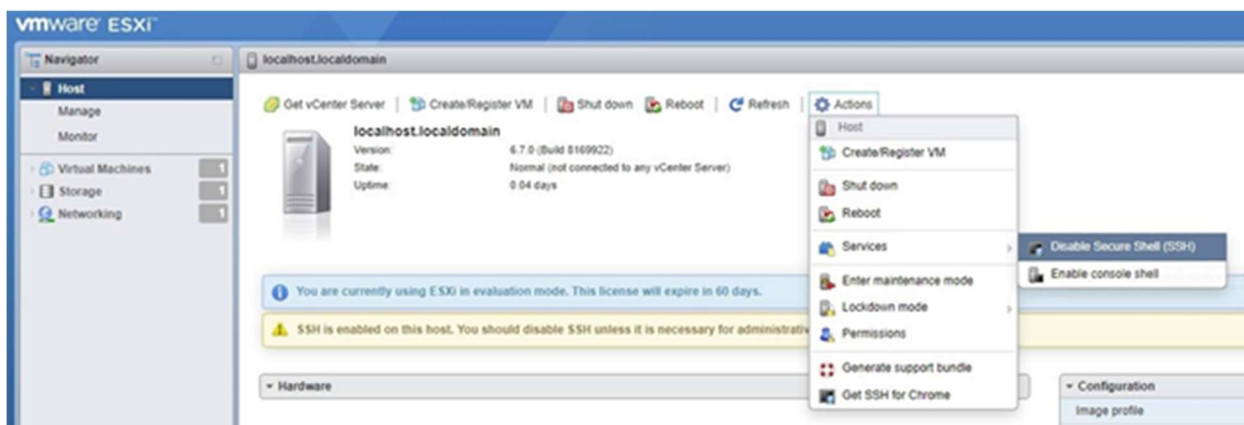 vmware ESXi™
Navigator
localhost.localdomain
Host
Manage
Monitor
Virtual Machines 1
Storage 1
Networking 1
Get vCenter Server | Create/Register VM | Shut down Reboot | Refresh | Actions
localhost.localdomain
Version: 6.7.0 (Build 8169922)
State: Normal (not connected to any vCenter Server)
Uptime: 0.04 days
Host
Create/Register VM
Shut down
Reboot
Services
Disable Secure Shell (SSH)
Enable console shell
Enter maintenance mode
Lockdown mode
Permissions
Generate support bundle
Get SSH for Chrome
You are currently using ESXi in evaluation mode. This license will expire in 60 days.
SSH is enabled on this host. You should disable SSH unless it is necessary for administrativ
Hardware
Configuration
Image profile